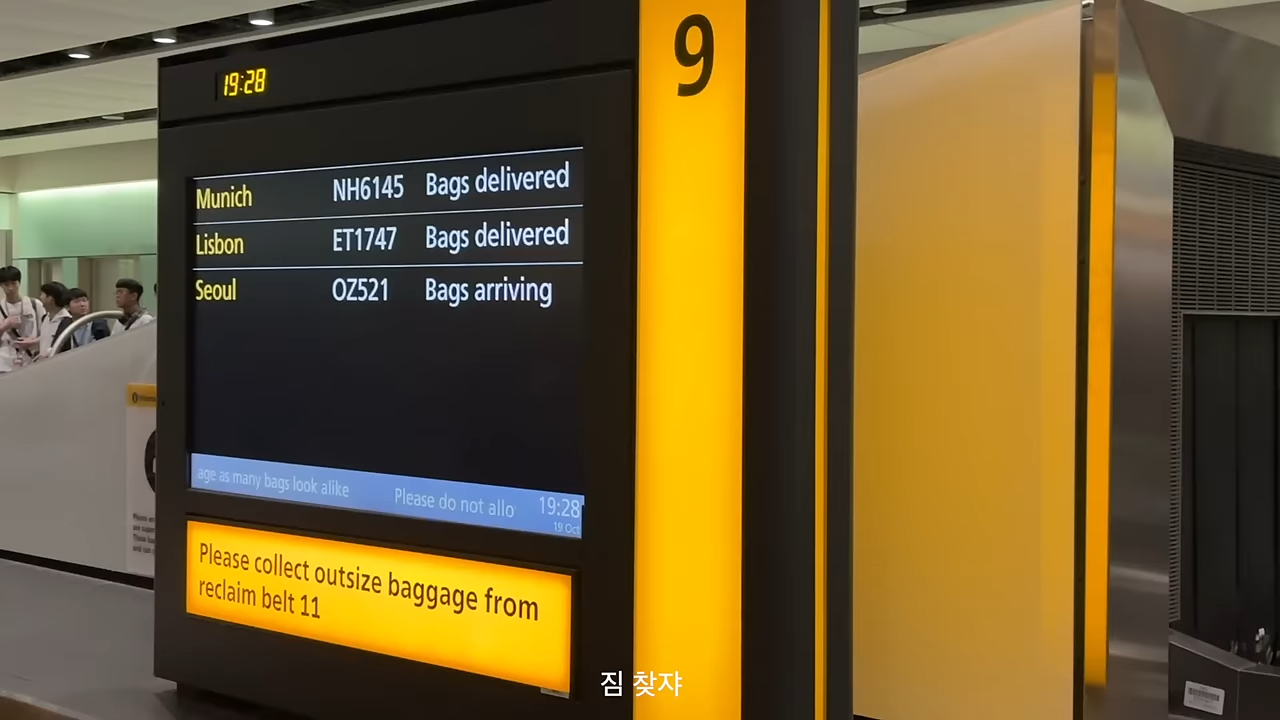 19:28
9
Munich NH6145 Bags delivered
Lisbon ET1747 Bags delivered
Seoul OZ521 Bags arriving
age as many bags look alike Please do not allo 19:28
19 Oct
Please collect outsize baggage from
reclaim belt 11
짐 찾쟈